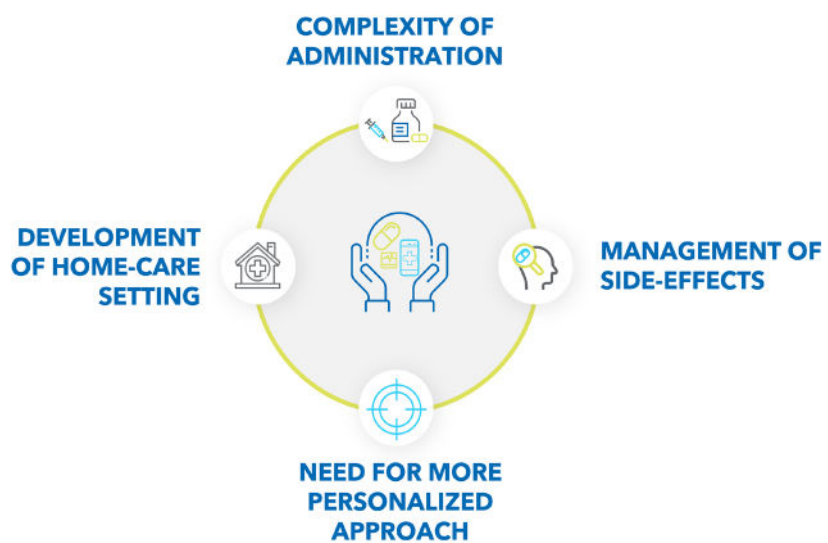 COMPLEXITY OF
ADMINISTRATION
DEVELOPMENT
OF HOME-CARE
SETTING
MANAGEMENT OF
SIDE-EFFECTS
NEED FOR MORE
PERSONALIZED
APPROACH